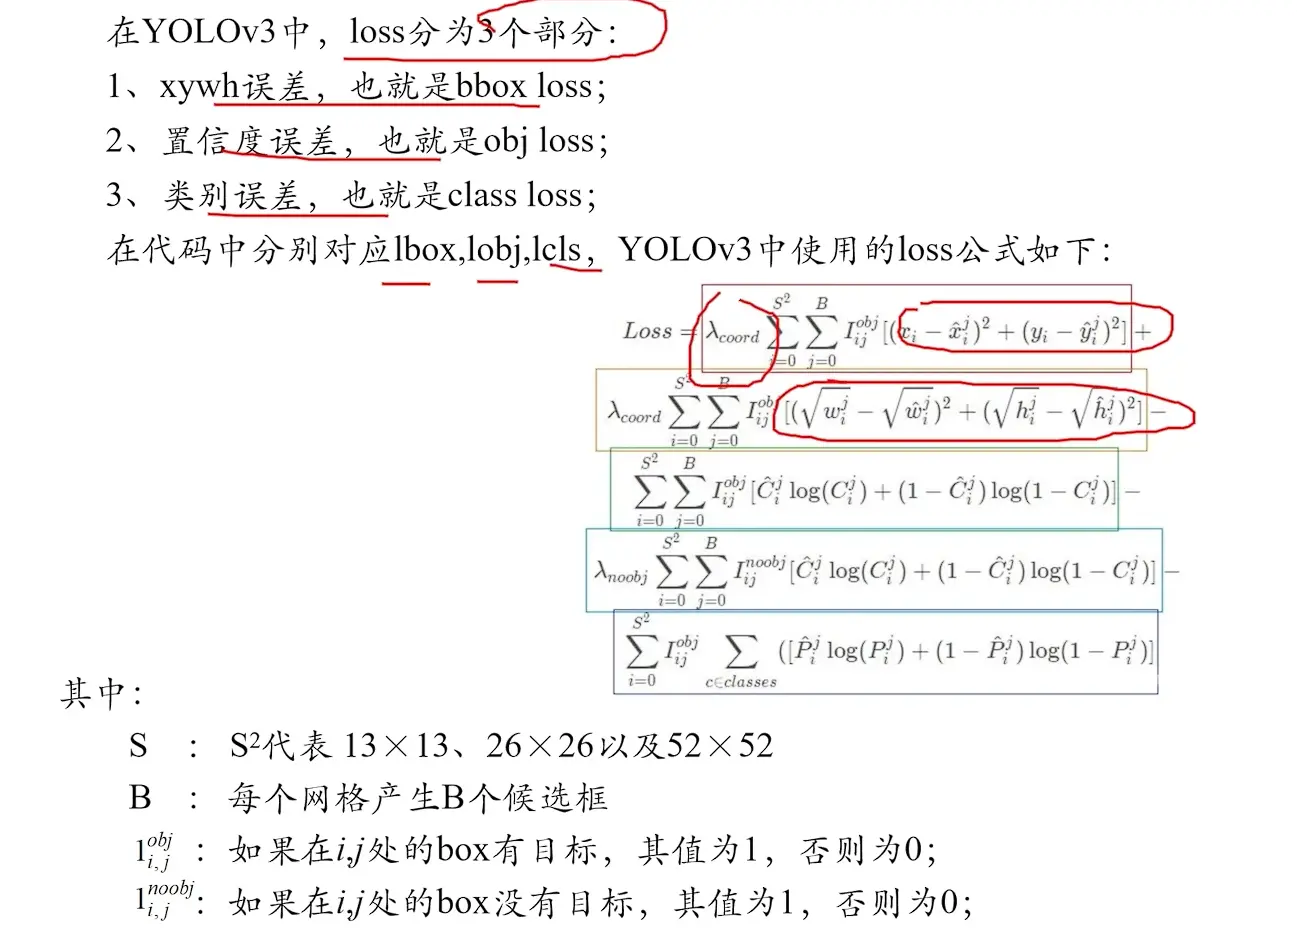 在YOLOv3中，loss分为3个部分：
1、xywh误差，也就是bbox loss；
2、置信度误差，也就是obj loss；
3、类别误差，也就是class loss；
在代码中分别对应lbox,lobj,lcls，YOLOv3中使用的loss公式如下：
Loss = λ_{coord} \sum_{i=0}^{S^2} \sum_{j=0}^{B} I_{ij}^{obj} [(x_i − \hat{x}_i^j)^2 + (y_i − \hat{y}_i^j)^2] +
λ_{coord} \sum_{i=0}^{S^2} \sum_{j=0}^{B} I_{ij}^{obj} [(\sqrt{w_i^j} − \sqrt{\hat{w}_i^j})^2 + (\sqrt{h_i^j} − \sqrt{\hat{h}_i^j})^2] −
\sum_{i=0}^{S^2} \sum_{j=0}^{B} I_{ij}^{obj} [\hat{C}_i^j log(C_i^j) + (1 − \hat{C}_i^j) log(1 − C_i^j)] −
λ_{noobj} \sum_{i=0}^{S^2} \sum_{j=0}^{B} I_{ij}^{noobj} [\hat{C}_i^j log(C_i^j) + (1 − \hat{C}_i^j) log(1 − C_i^j)] −
\sum_{i=0}^{S^2} I_{ij}^{obj} \sum_{c∈classes} ([\hat{P}_i^j log(P_i^j) + (1 − \hat{P}_i^j) log(1 − P_i^j)]
其中：
S ： S²代表 13×13、26×26以及52×52
B ： 每个网格产生B个候选框
1_{i,j}^{obj} ：如果在i,j处的box有目标，其值为1，否则为0；
1_{i,j}^{noobj}：如果在i,j处的box没有目标，其值为1，否则为0；